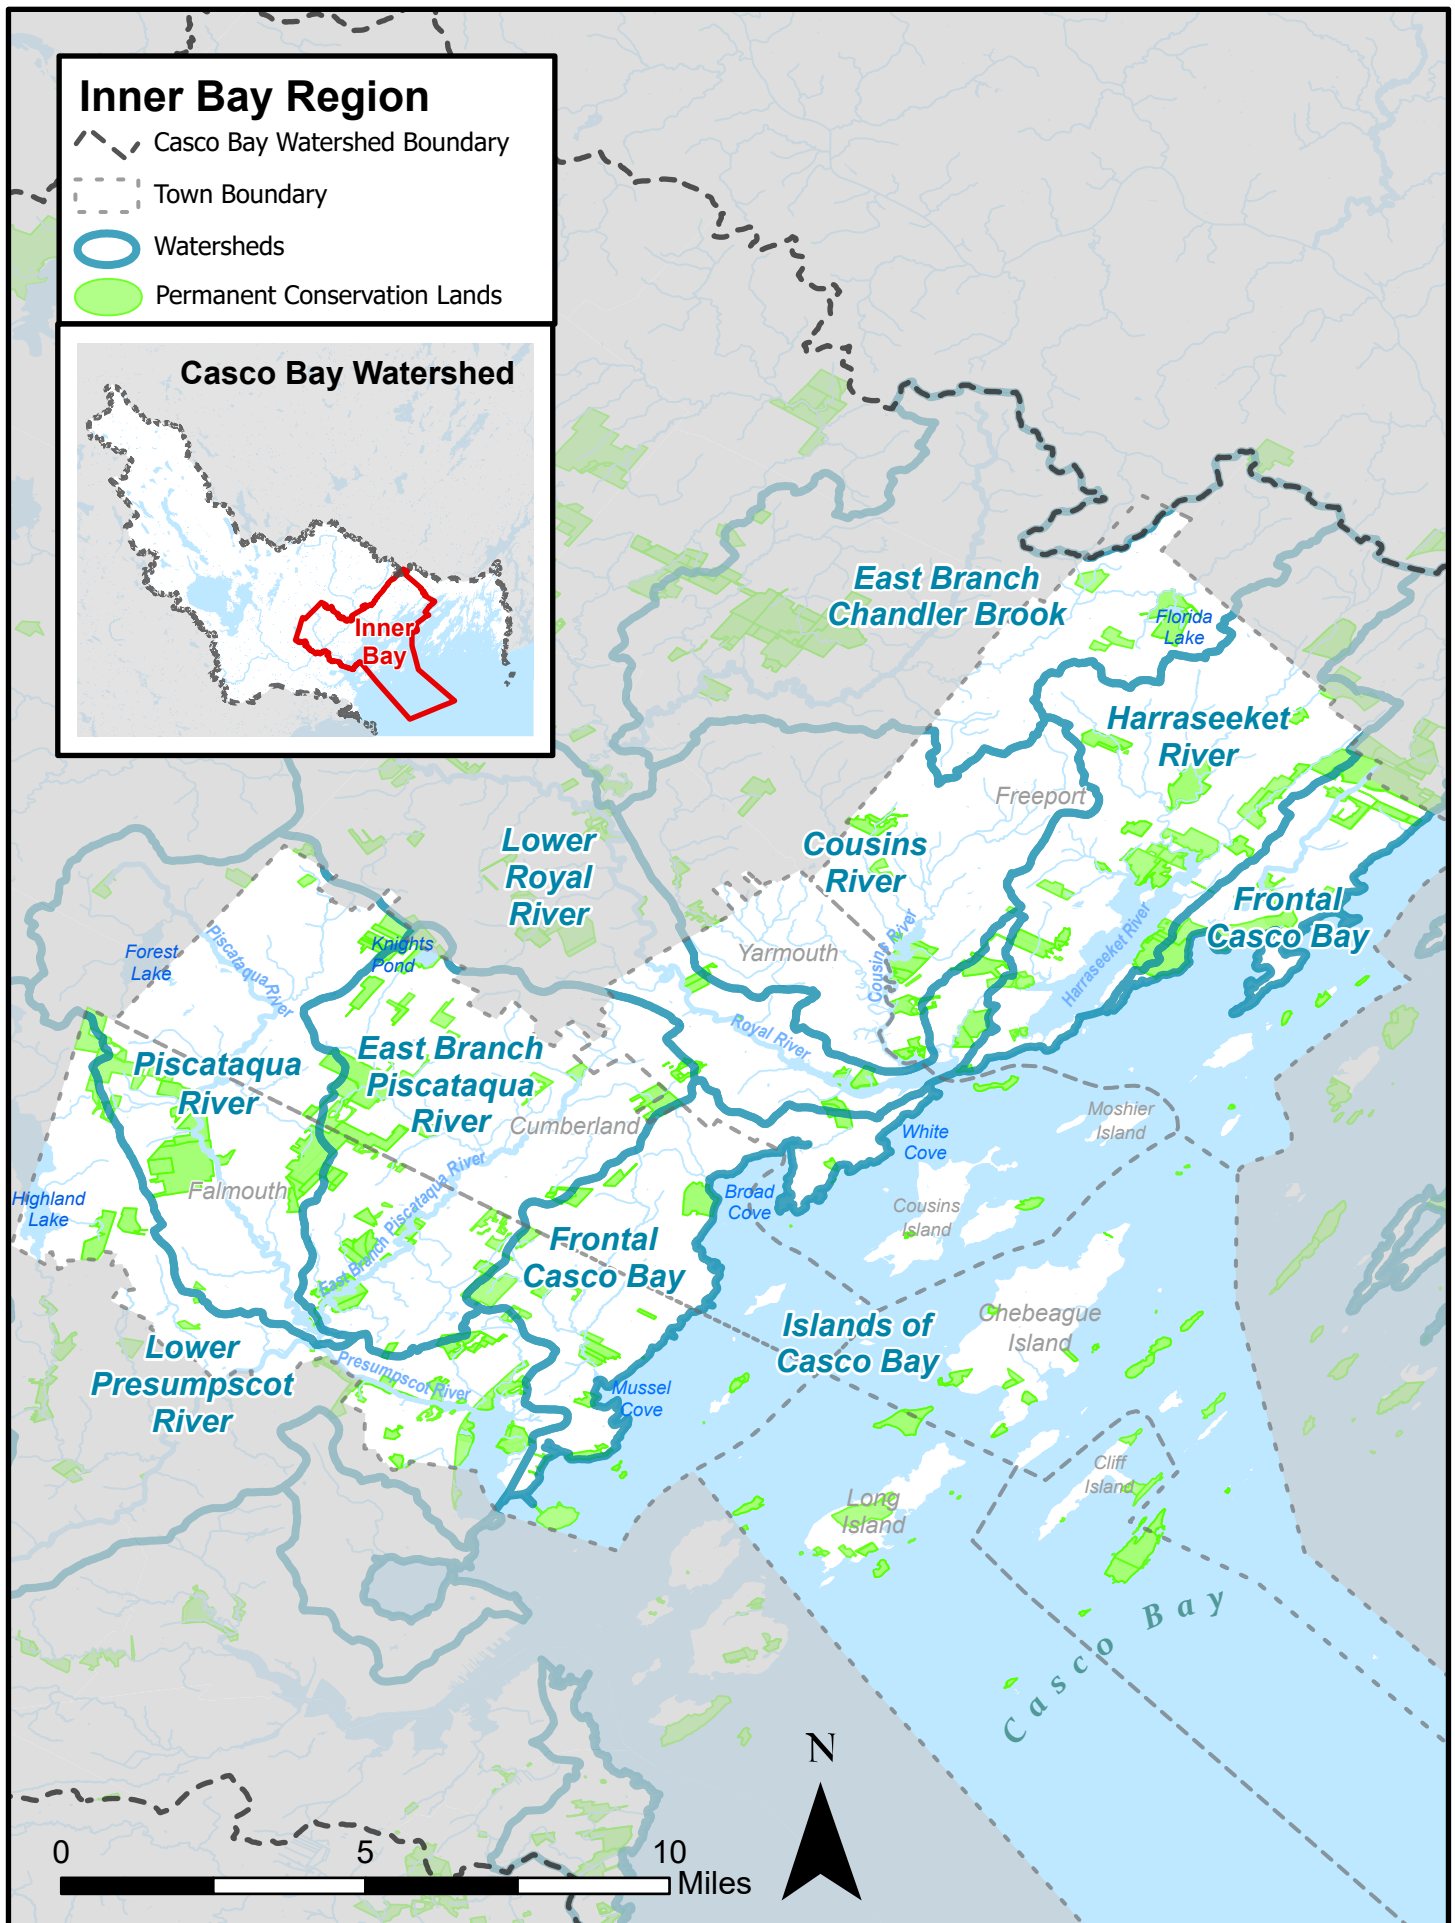 Inner Bay Region
Casco Bay Watershed Boundary
Town Boundary
Watersheds
Permanent Conservation Lands
Casco Bay Watershed
Inner
Bay
East Branch
Chandler Brook
Florida
Lake
Harraseeket
River
Freeport
Lower
Royal
River
Cousins
River
Frontal
Casco Bay
Yarmouth
Cousins River
Harraseeket River
Forest
Lake
Piscataqua River
Knights
Pond
Royal River
Piscataqua
River
East Branch
Piscataqua
River
Cumberland
Moshier
Island
White
Cove
Highland
Lake
Falmouth
East Branch Piscataqua River
Broad
Cove
Cousins
Island
Frontal
Casco Bay
Islands of
Casco Bay
Chebeague
Island
Lower
Presumpscot
River
Presumpscot River
Mussel
Cove
Cliff
Island
Long
Island
Casco Bay
N
0 5 10
Miles